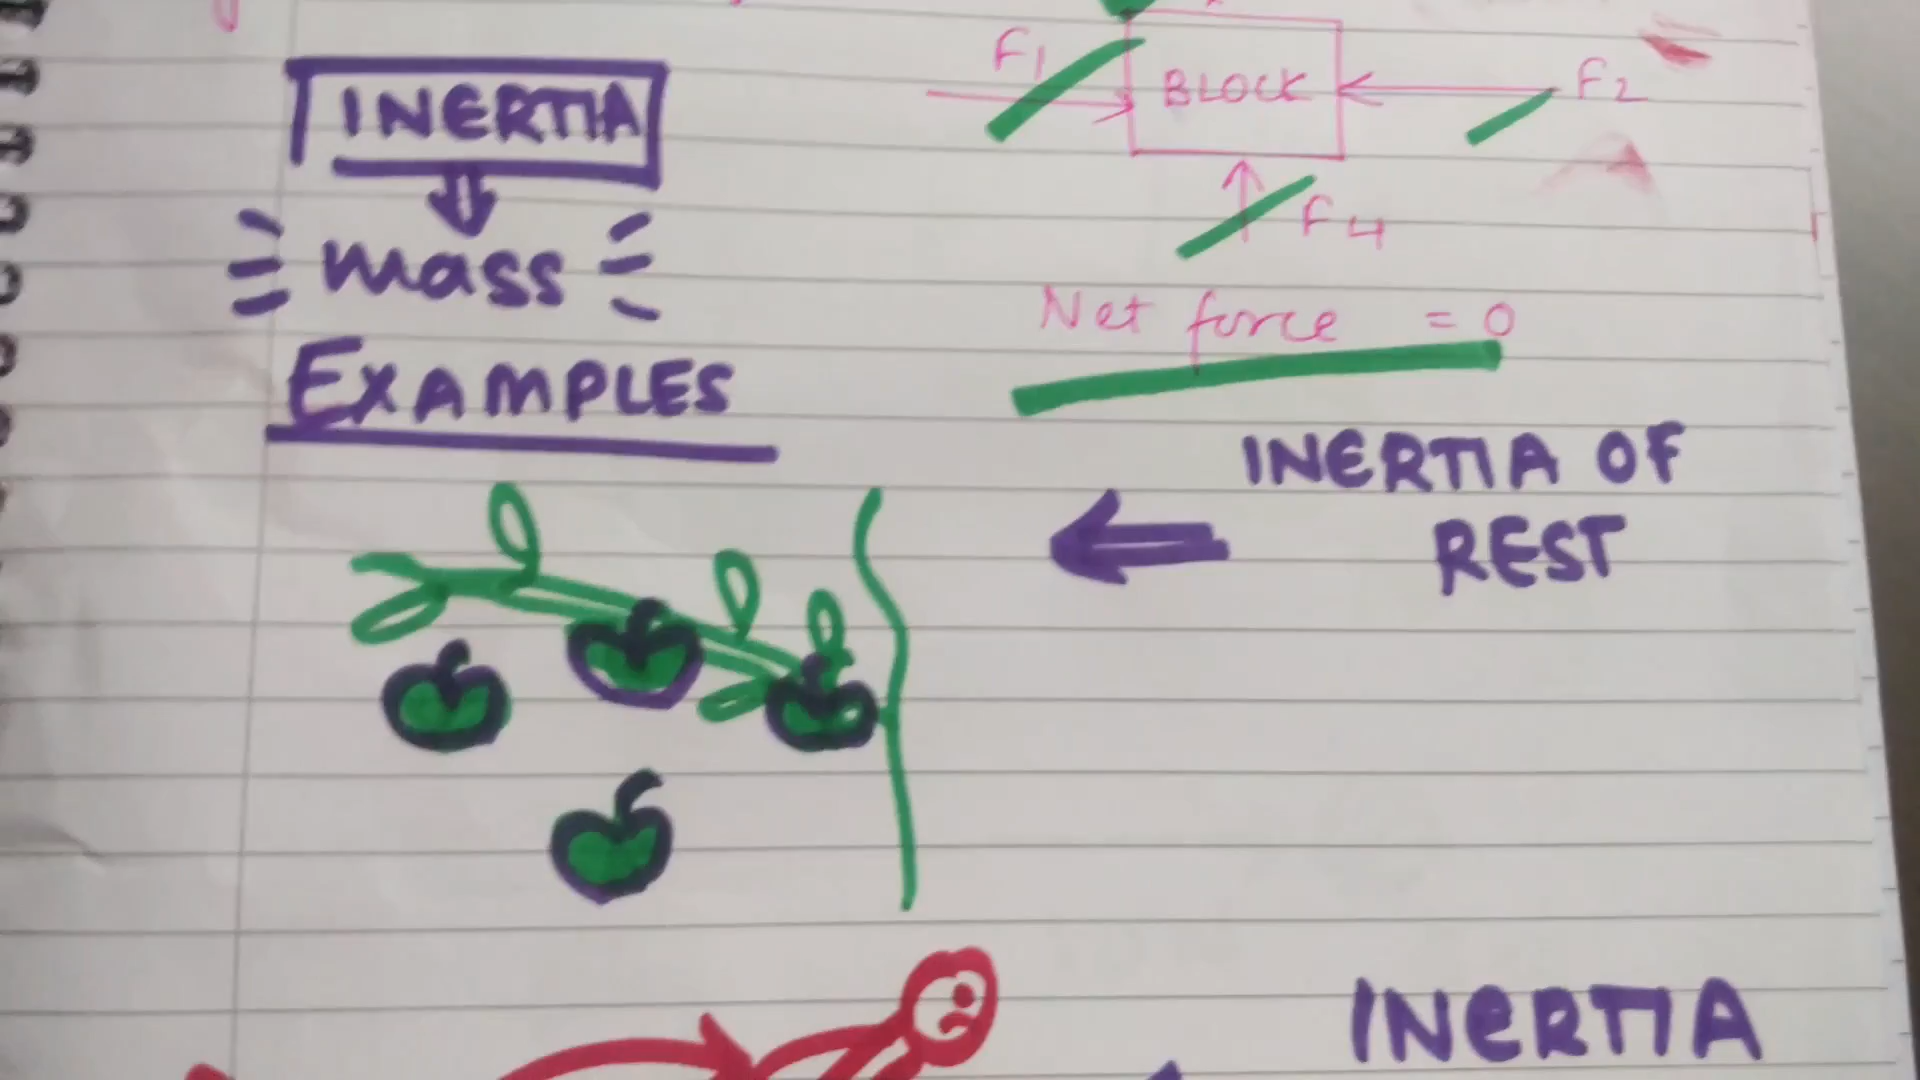 F1
BLOCK
F2
F4
Net force = 0
INERTIA
mass
EXAMPLES
INERTIA OF
REST
INERTIA